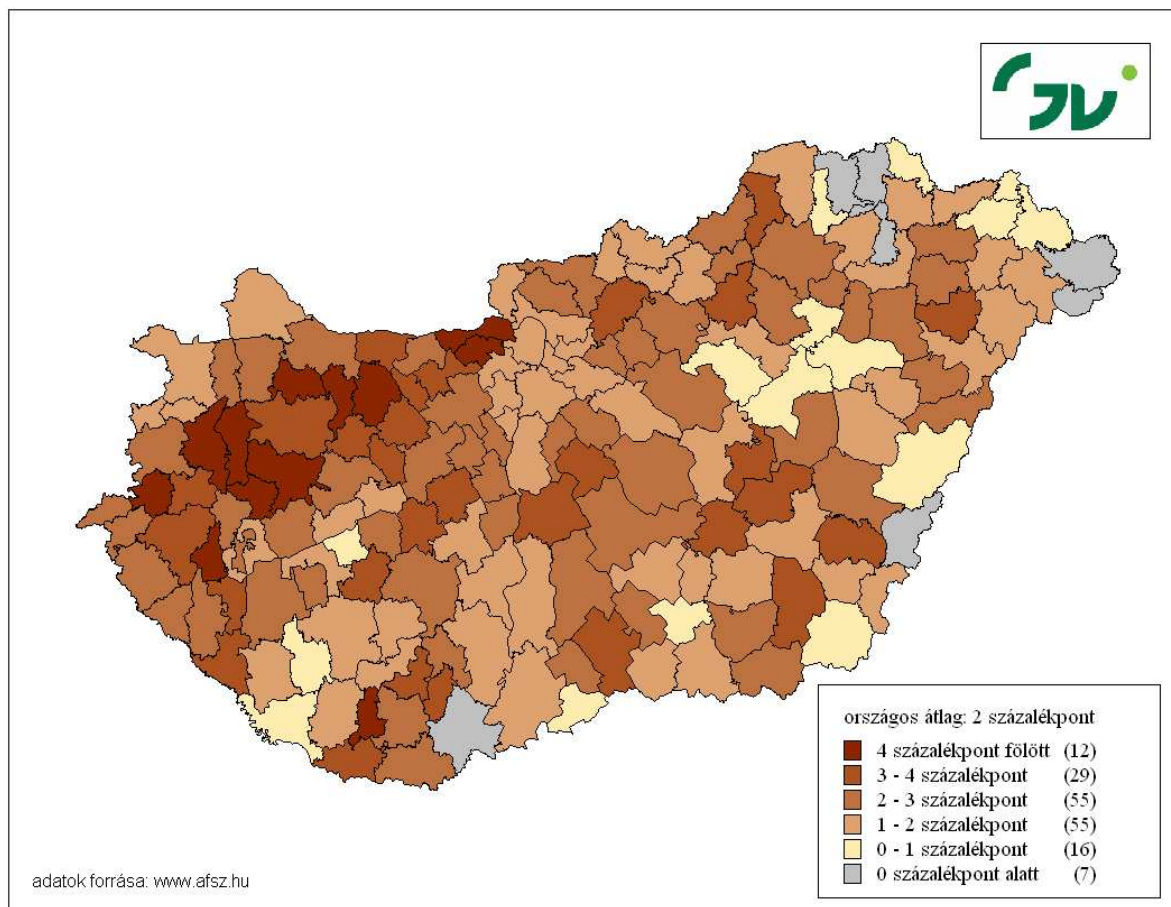 országos átlag: 2 százalékpont
4 százalékpont fölött (12)
3 - 4 százalékpont (29)
2 - 3 százalékpont (55)
1 - 2 százalékpont (55)
0 - 1 százalékpont (16)
0 százalékpont alatt (7)
adatok forrása: www.afsz.hu